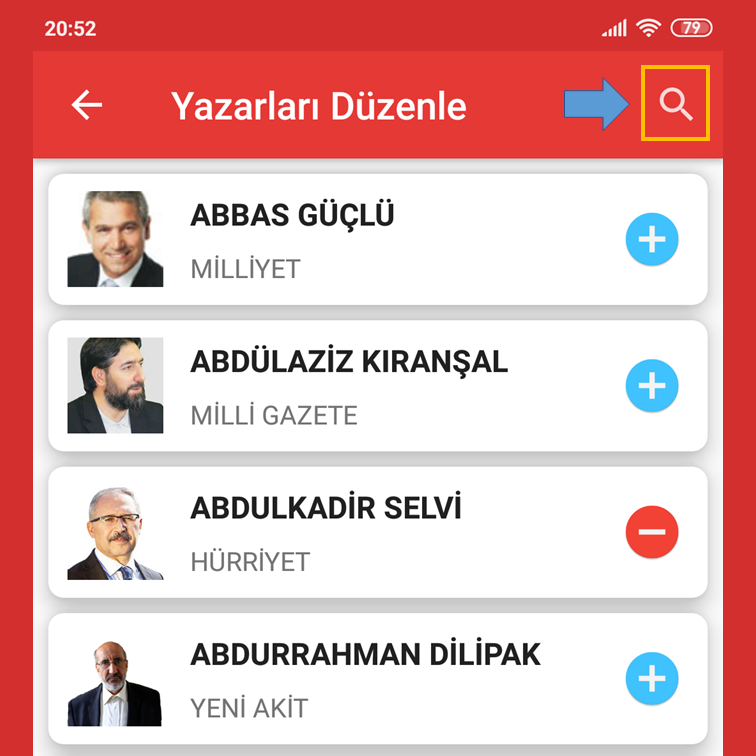 20:52
79
Yazarları Düzenle
ABBAS GÜÇLÜ
MİLLİYET
ABDÜLAZİZ KIRANŞAL
MİLLİ GAZETE
ABDULKADİR SELVİ
HÜRRİYET
ABDURRAHMAN DİLİPAK
YENİ AKİT